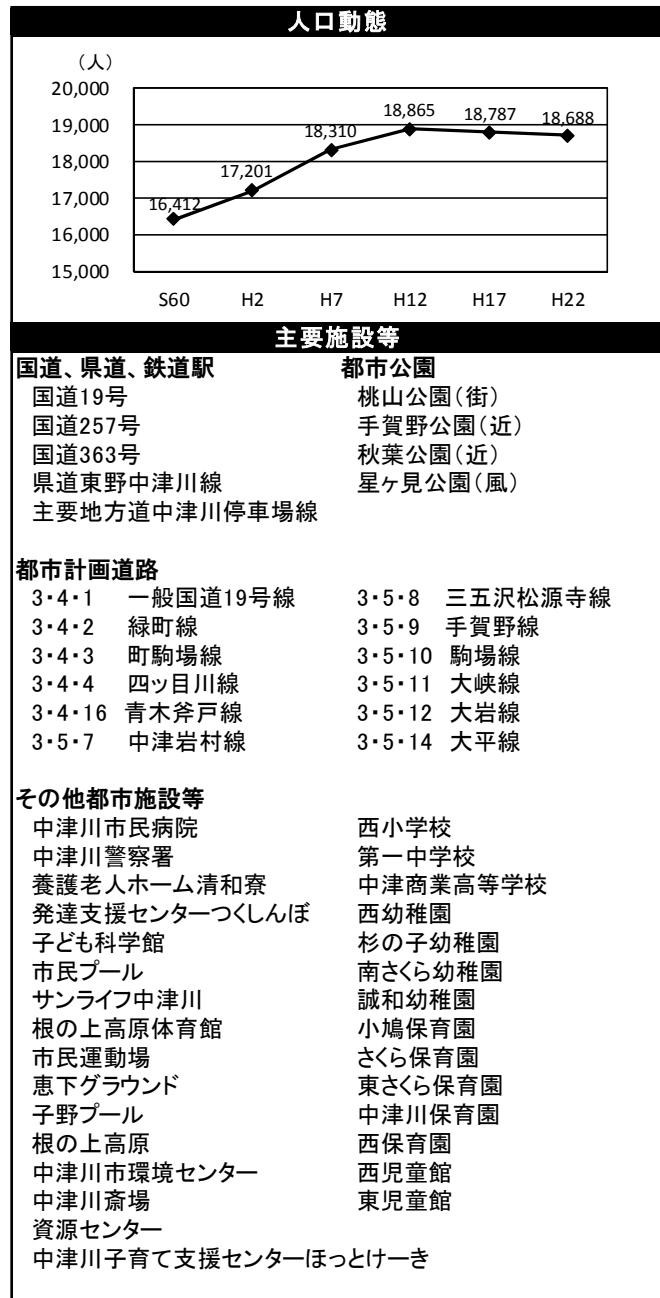 人口動態
（人）
20,000
19,000
18,000
17,000
16,000
15,000
16,412
17,201
18,310
18,865
18,787
18,688
S60 H2 H7 H12 H17 H22
主要施設等
国道、県道、鉄道駅 都市公園
国道19号 桃山公園（街）
国道257号 手賀野公園（近）
国道363号 秋葉公園（近）
県道東野中津川線 星ヶ見公園（風）
主要地方道中津川停車場線
都市計画道路
3・4・1 一般国道19号線 3・5・8 三五沢松源寺線
3・4・2 緑町線 3・5・9 手賀野線
3・4・3 町駒場線 3・5・10 駒場線
3・4・4 四ッ目川線 3・5・11 大峡線
3・4・16 青木斧戸線 3・5・12 大岩線
3・5・7 中津岩村線 3・5・14 大平線
その他都市施設等
中津川市民病院 西小学校
中津川警察署 第一中学校
養護老人ホーム清和寮 中津商業高等学校
発達支援センターつくしんぼ 西幼稚園
子ども科学館 杉の子幼稚園
市民プール 南さくら幼稚園
サンライフ中津川 誠和幼稚園
根の上高原体育館 小鳩保育園
市民運動場 さくら保育園
恵下グラウンド 東さくら保育園
子野プール 中津川保育園
根の上高原 西保育園
中津川市環境センター 西児童館
中津川斎場 東児童館
資源センター
中津川子育て支援センターほっとけーき